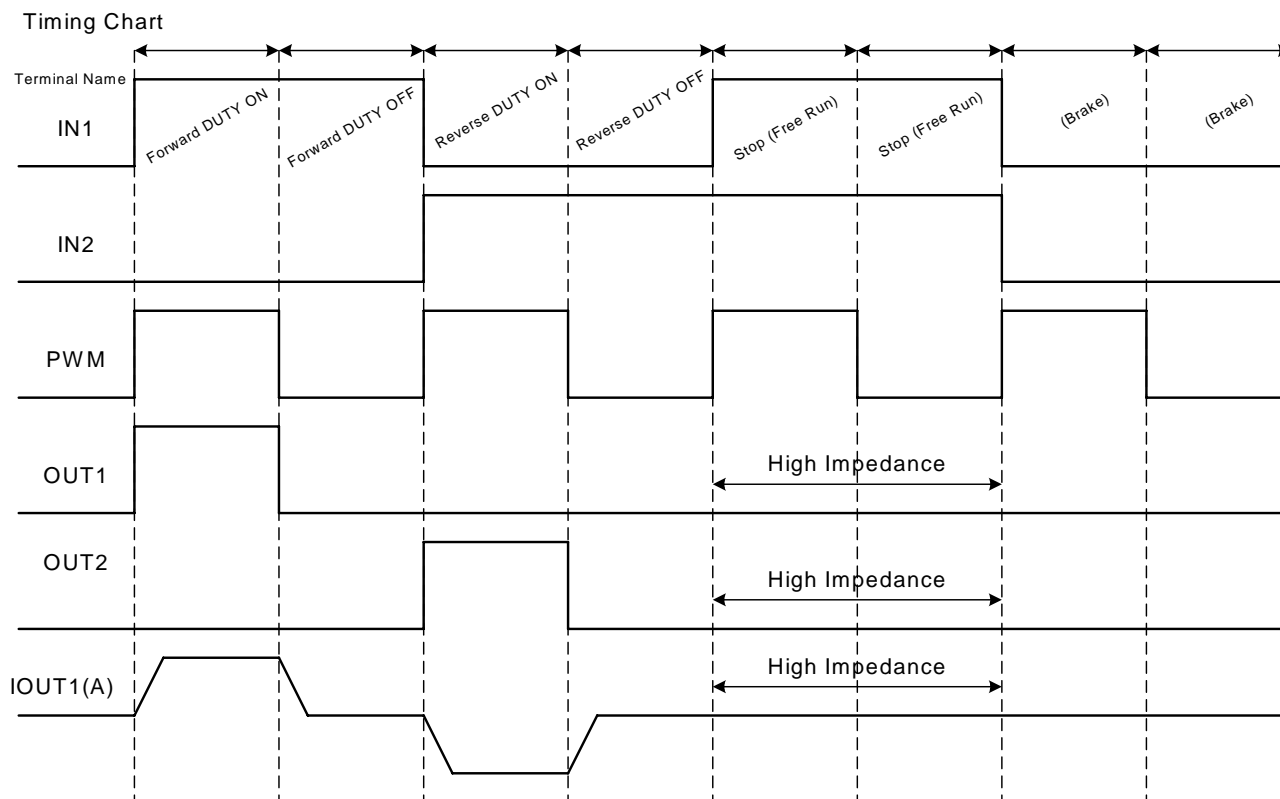 Timing Chart
Terminal Name
IN1
Forward DUTY ON
Forward DUTY OFF
Reverse DUTY ON
Reverse DUTY OFF
Stop (Free Run)
Stop (Free Run)
(Brake)
(Brake)
IN2
PWM
OUT1
High Impedance
OUT2
High Impedance
IOUT1(A)
High Impedance